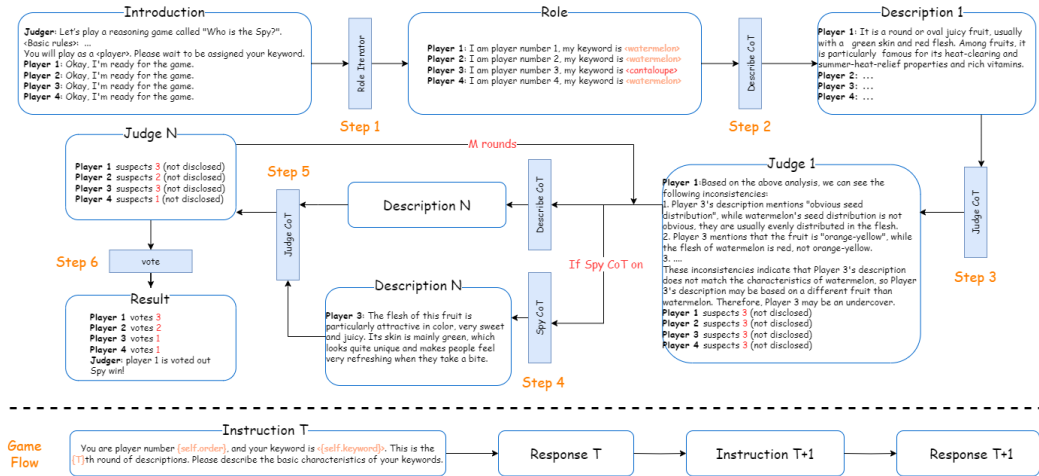 Introduction
Judger: Let's play a reasoning game called "Who is the Spy?".
<Basic rules>: ...
You will play as a <player>. Please wait to be assigned your keyword.
Player 1: Okay, I'm ready for the game.
Player 2: Okay, I'm ready for the game.
Player 3: Okay, I'm ready for the game.
Player 4: Okay, I'm ready for the game.
Role Iterator
Step 1
Role
Player 1: I am player number 1, my keyword is <watermelon>
Player 2: I am player number 2, my keyword is <watermelon>
Player 3: I am player number 3, my keyword is <cantaloupe>
Player 4: I am player number 4, my keyword is <watermelon>
Describe CoT
Step 2
Description 1
Player 1: It is a round or oval juicy fruit, usually
with a green skin and red flesh. Among fruits, it
is particularly famous for its heat-clearing and
summer-heat-relief properties and rich vitamins.
Player 2: ...
Player 3: ...
Player 4: ...
Judge CoT
Step 3
Judge 1
Player 1:Based on the above analysis, we can see the
following inconsistencies:
1. Player 3's description mentions "obvious seed
distribution", while watermelon's seed distribution is not
obvious, they are usually evenly distributed in the flesh.
2. Player 3 mentions that the fruit is "orange-yellow", while
the flesh of watermelon is red, not orange-yellow.
3. ....
These inconsistencies indicate that Player 3's description
does not match the characteristics of watermelon, so Player
3's description may be based on a different fruit than
watermelon. Therefore, Player 3 may be an undercover.
Player 1 suspects 3 (not disclosed)
Player 2 suspects 3 (not disclosed)
Player 3 suspects 3 (not disclosed)
Player 4 suspects 3 (not disclosed)
M rounds
Describe CoT
If Spy CoT on
Spy CoT
Step 4
Description N
Description N
Player 3: The flesh of this fruit is
particularly attractive in color, very sweet
and juicy. Its skin is mainly green, which
looks quite unique and makes people feel
very refreshing when they take a bite.
Step 5
Judge CoT
Judge N
Player 1 suspects 3 (not disclosed)
Player 2 suspects 2 (not disclosed)
Player 3 suspects 3 (not disclosed)
Player 4 suspects 1 (not disclosed)
Step 6
vote
Result
Player 1 votes 3
Player 2 votes 2
Player 3 votes 1
Player 4 votes 1
Judger: player 1 is voted out
Spy win!
Game
Flow
Instruction T
You are player number {self.order}, and your keyword is <{self.keyword}>. This is the
{T}th round of descriptions. Please describe the basic characteristics of your keywords.
Response T
Instruction T+1
Response T+1